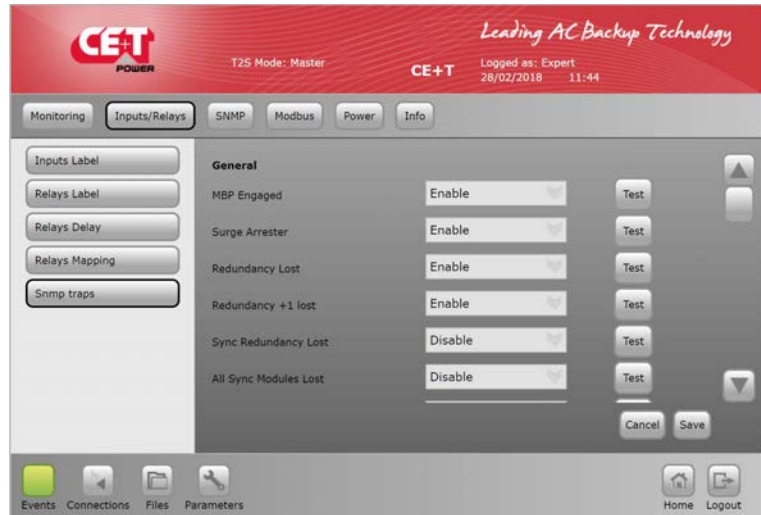 Leading AC Backup Technology
CE+T
POWER
T2S Mode: Master
CE+T
Logged as: Expert
28/02/2018 11:44
Monitoring Inputs/Relays SNMP Modbus Power Info
Inputs Label
Relays Label
Relays Delay
Relays Mapping
Snmp traps
General
MBP Engaged Enable Test
Surge Arrester Enable Test
Redundancy Lost Enable Test
Redundancy +1 lost Enable Test
Sync Redundancy Lost Disable Test
All Sync Modules Lost Disable Test
Cancel Save
Events Connections Files Parameters Home Logout